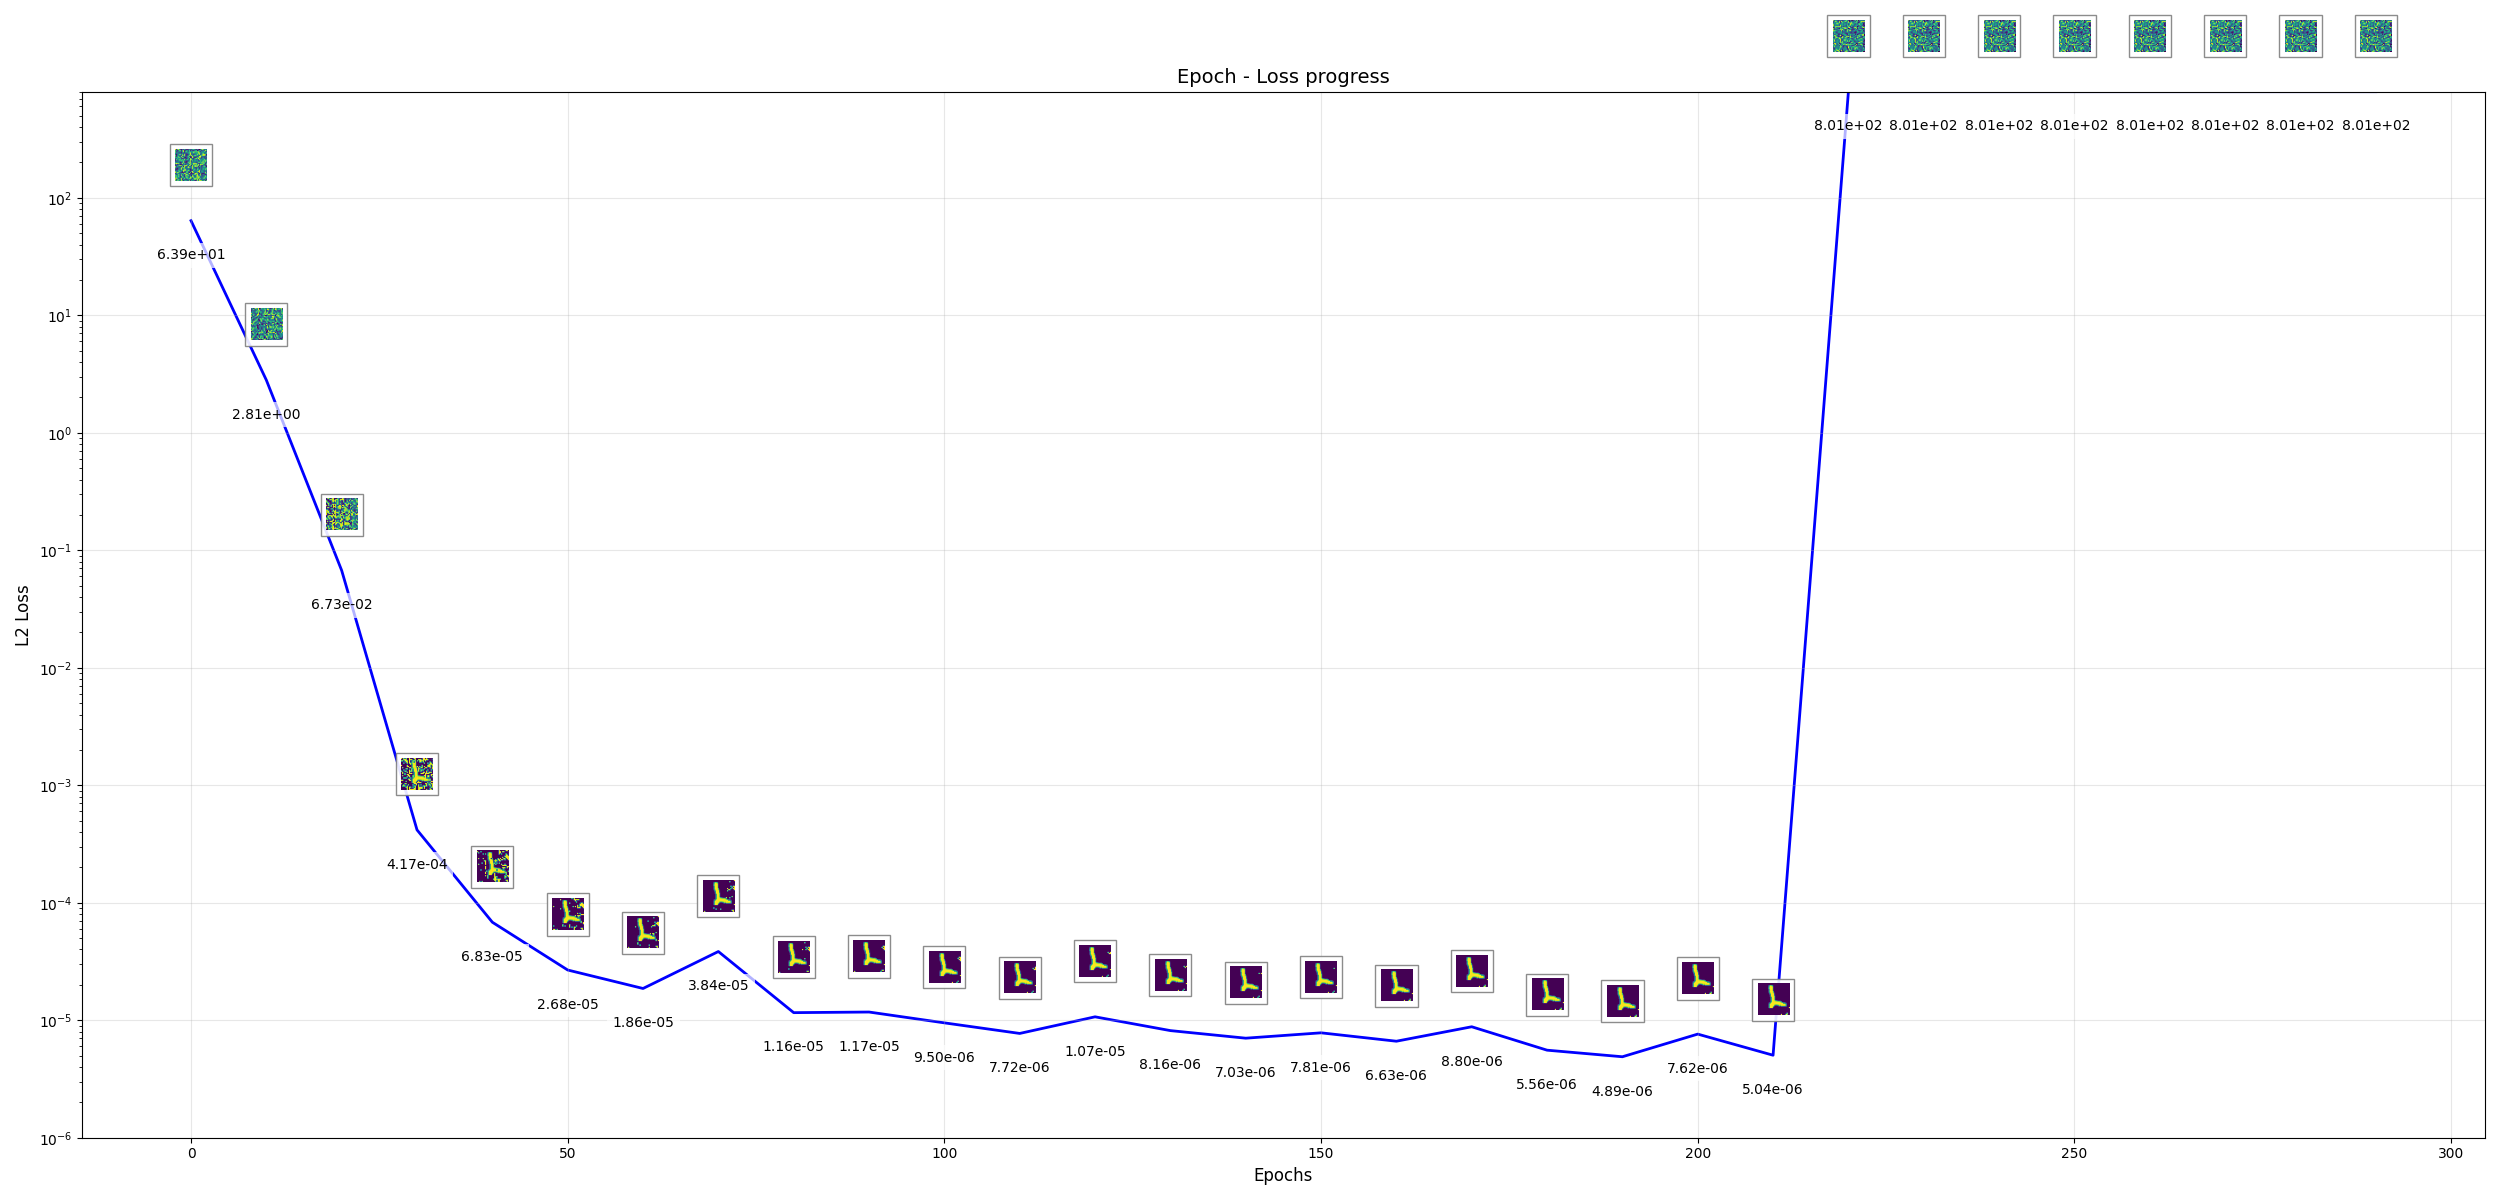 Epoch - Loss progress
8.01e+02 8.01e+02 8.01e+02 8.01e+02 8.01e+02 8.01e+02 8.01e+02 8.01e+02
10²
6.39e+01
10¹
2.81e+00
10⁰
10⁻¹
6.73e-02
L2 Loss
10⁻²
10⁻³
4.17e-04
10⁻⁴
6.83e-05
2.68e-05
1.86e-05
3.84e-05
10⁻⁵
1.16e-05
1.17e-05
9.50e-06
7.72e-06
1.07e-05
8.16e-06
7.03e-06
7.81e-06
6.63e-06
8.80e-06
5.56e-06
4.89e-06
7.62e-06
5.04e-06
10⁻⁶
0 50 100 150 200 250 300
Epochs